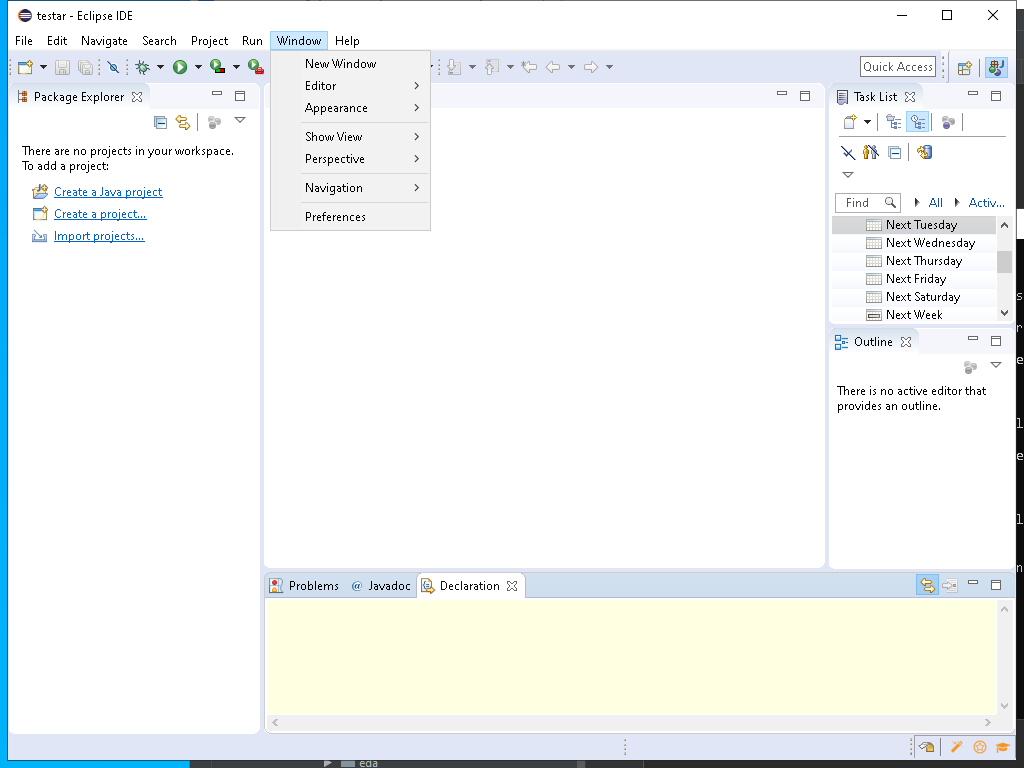 testar - Eclipse IDE
File Edit Navigate Search Project Run Window Help
Quick Access
New Window
Editor
Appearance
Show View
Perspective
Navigation
Preferences
Package Explorer
There are no projects in your workspace.
To add a project:
Create a Java project
Create a project...
Import projects...
Task List
Find All Activ...
Next Tuesday
Next Wednesday
Next Thursday
Next Friday
Next Saturday
Next Week
Outline
There is no active editor that
provides an outline.
Problems @ Javadoc Declaration
eda